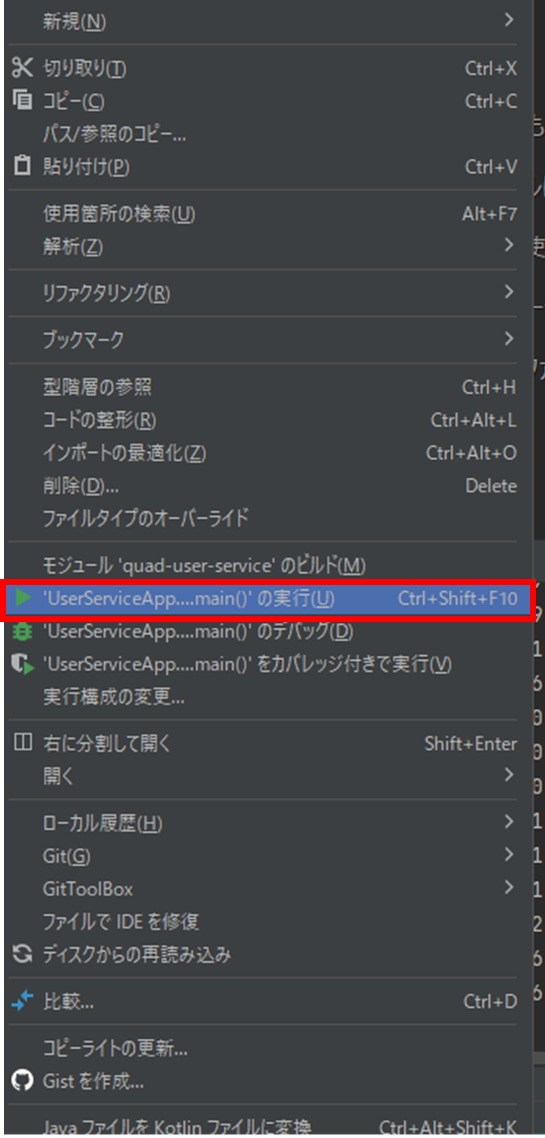 新規(N)
切り取り(T) Ctrl+X
コピー(C) Ctrl+C
パス/参照のコピー...
貼り付け(P) Ctrl+V
使用箇所の検索(U) Alt+F7
解析(Z)
リファクタリング(R)
ブックマーク
型階層の参照 Ctrl+H
コードの整形(R) Ctrl+Alt+L
インポートの最適化(Z) Ctrl+Alt+O
削除(D)... Delete
ファイルタイプのオーバーライド
モジュール 'quad-user-service' のビルド(M)
'UserServiceApp....main()' の実行(U) Ctrl+Shift+F10
'UserServiceApp....main()' のデバッグ(D)
'UserServiceApp....main()' をカバレッジ付きで実行(V)
実行構成の変更...
右に分割して開く Shift+Enter
開く
ローカル履歴(H)
Git(G)
GitToolBox
ファイルで IDE を修復
ディスクからの再読み込み
比較... Ctrl+D
コピーライトの更新...
Gist を作成...
Java ファイルを Kotlin ファイルに変換 Ctrl+Alt+Shift+K